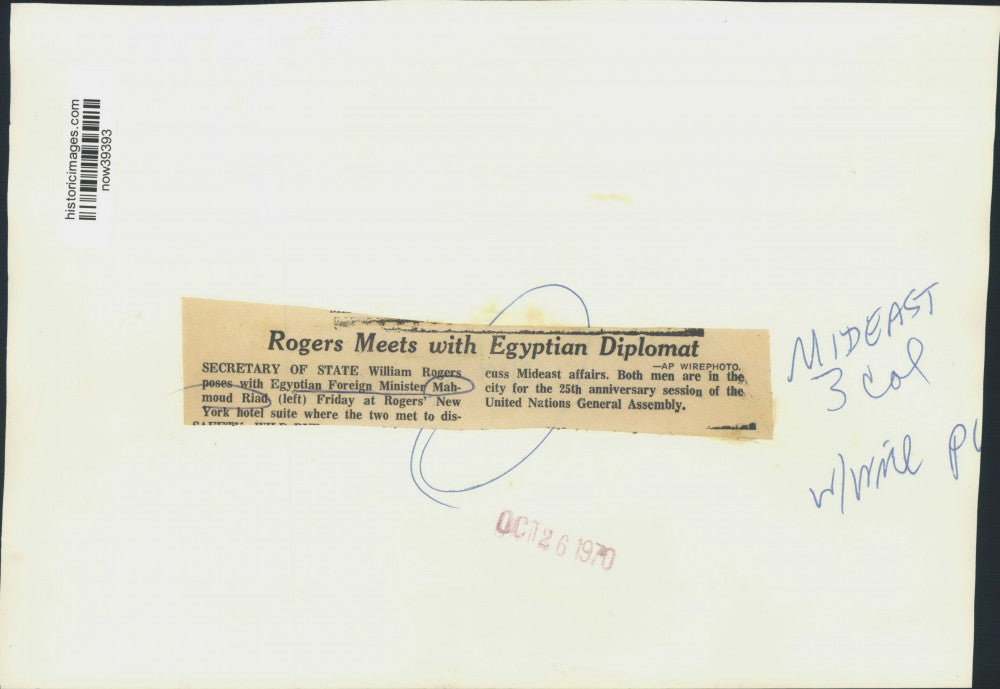 historicimages.com
now39393
Rogers Meets with Egyptian Diplomat
SECRETARY OF STATE William Rogers
poses with Egyptian Foreign Minister Mah-
moud Riad (left) Friday at Rogers' New
York hotel suite where the two met to dis-
—AP WIREPHOTO.
cuss Mideast affairs. Both men are in the
city for the 25th anniversary session of the
United Nations General Assembly.
MIDEAST
3 Col
OCT 26 1970